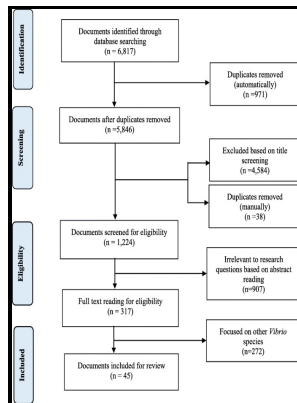 Identification
Documents identified through
database searching
(n = 6,817)
Duplicates removed
(automatically)
(n =971)
Screening
Documents after duplicates removed
(n =5,846)
Excluded based on title
screening
(n =4,584)
Duplicates removed
(manually)
(n =38)
Documents screened for eligibility
(n = 1,224)
Eligibility
Irrelevant to research
questions based on abstract
reading
(n=907)
Full text reading for eligibility
(n = 317)
Included
Focused on other Vibrio
species
(n=272)
Documents included for review
(n = 45)